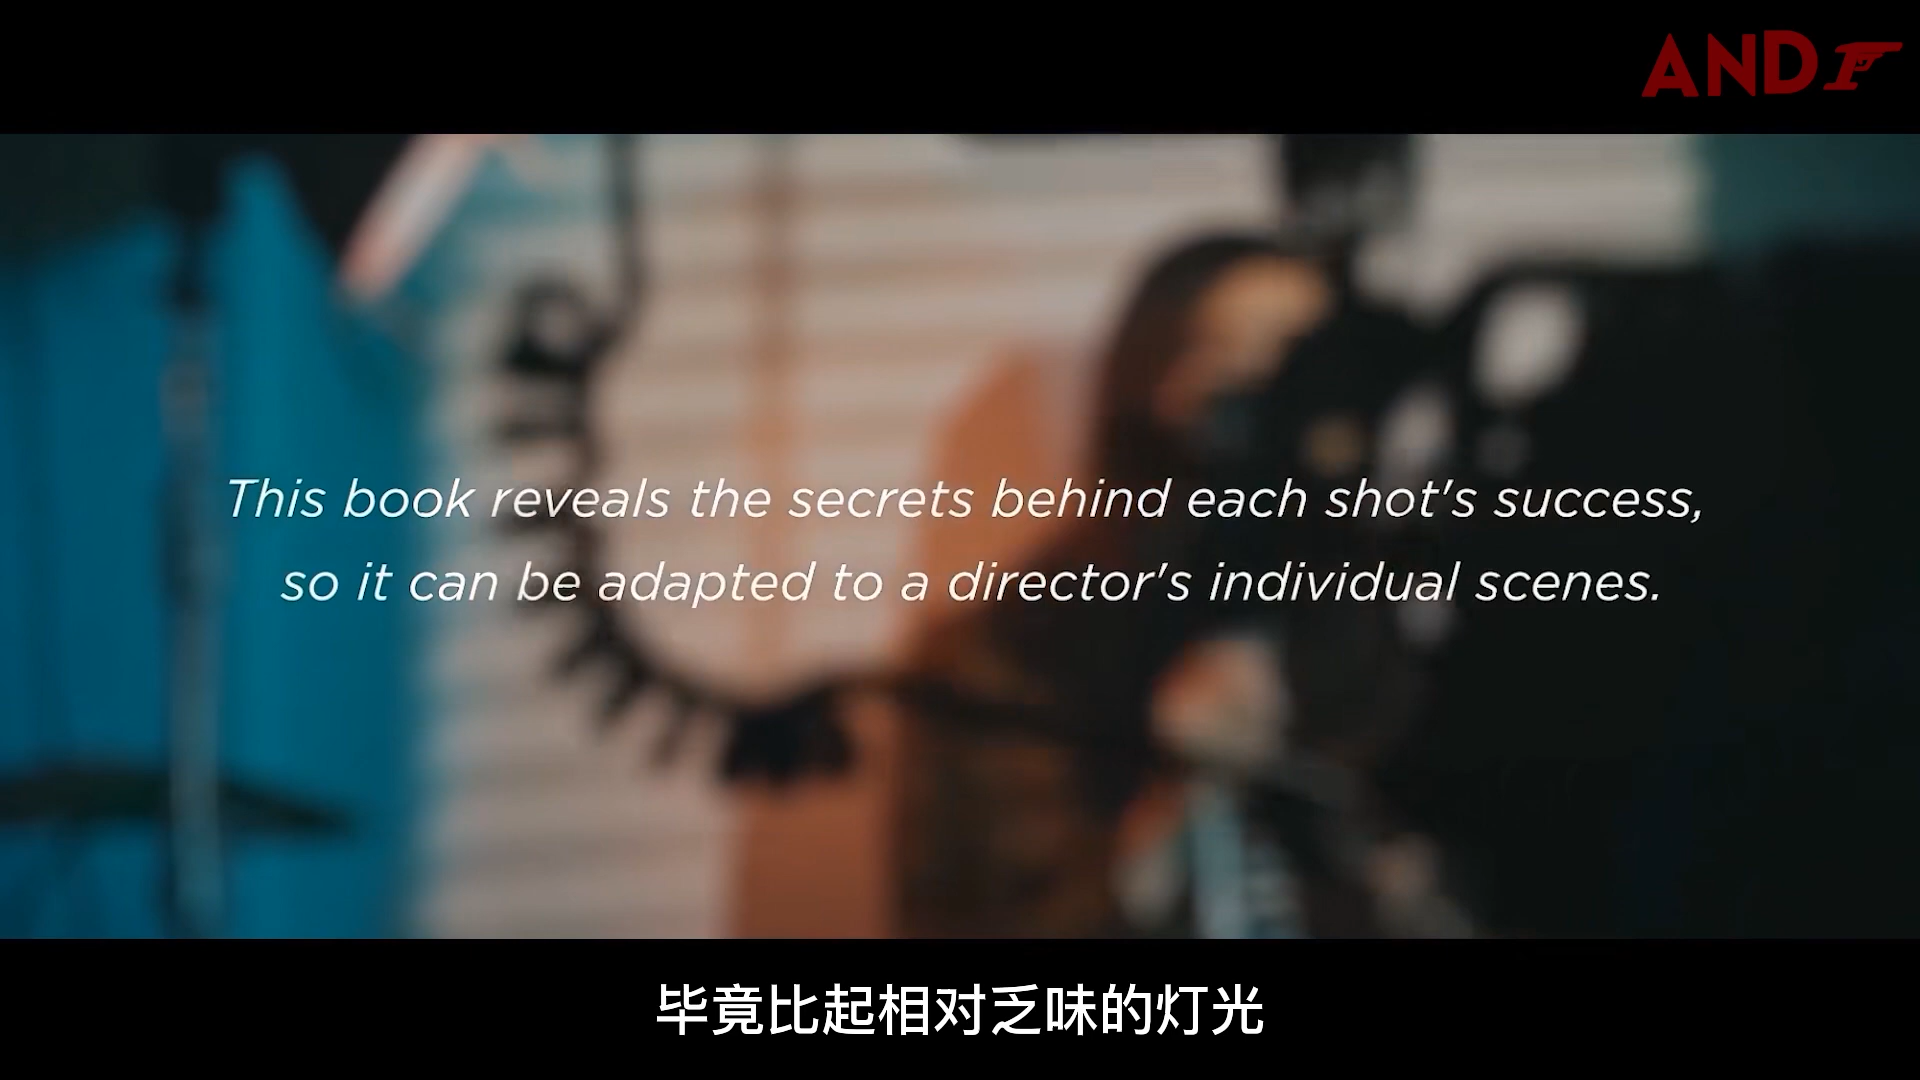 AND
This book reveals the secrets behind each shot's success,
so it can be adapted to a director's individual scenes.
毕竟比起相对乏味的灯光